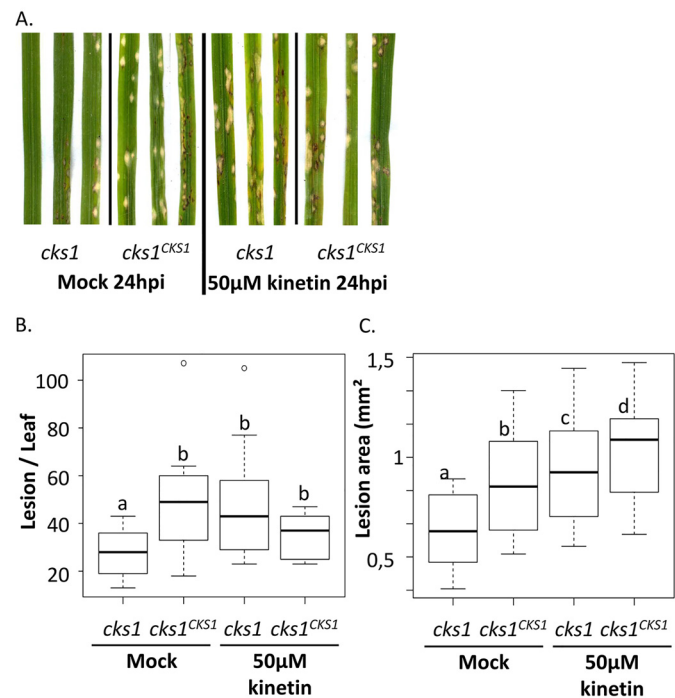 A.
cks1 cks1CKS1 cks1 cks1CKS1
Mock 24hpi 50μM kinetin 24hpi
B.
Lesion / Leaf
100
80
60
40
20
a b b b
cks1 cks1CKS1 cks1 cks1CKS1
Mock 50μM
kinetin
C.
Lesion area (mm²
1,5
1
0,5
a b c d
cks1 cks1CKS1 cks1 cks1CKS1
Mock 50μM
kinetin